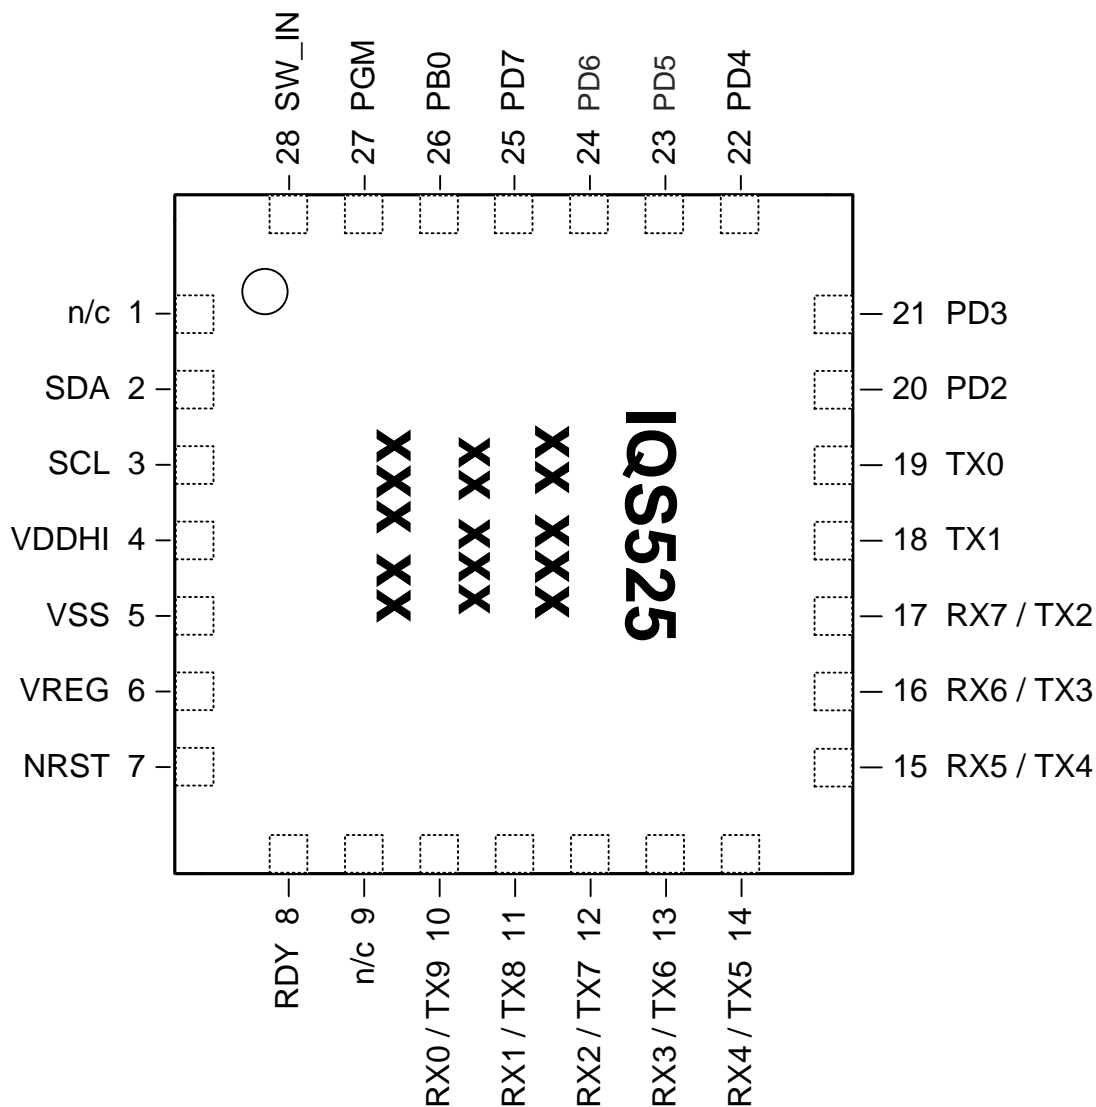 28 SW_IN
27 PGM
26 PB0
25 PD7
24 PD6
23 PD5
22 PD4
n/c 1
SDA 2
SCL 3
VDDHI 4
VSS 5
VREG 6
NRST 7
IQS525
xx xxx xx
xx xxx xx
xxx xx
21 PD3
20 PD2
19 TX0
18 TX1
17 RX7 / TX2
16 RX6 / TX3
15 RX5 / TX4
RDY 8
n/c 9
RX0 / TX9 10
RX1 / TX8 11
RX2 / TX7 12
RX3 / TX6 13
RX4 / TX5 14